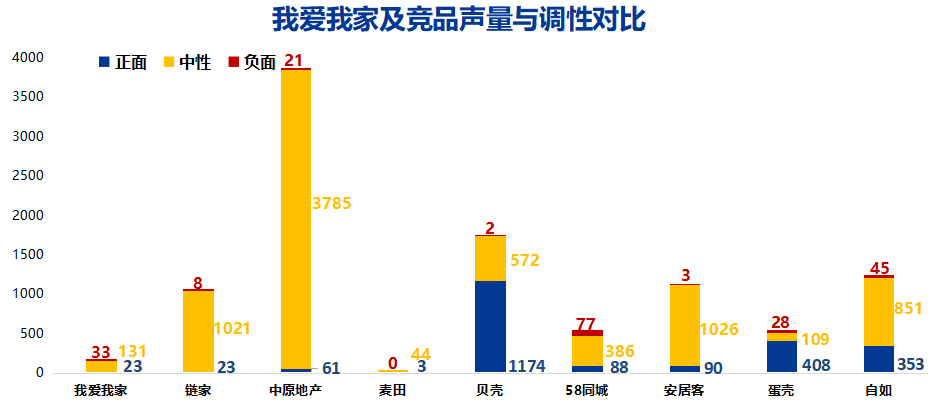 我爱我家及竞品声量与调性对比
正面 中性 负面
4000
3500
3000
2500
2000
1500
1000
500
0
33 131 23
8 1021 23
21 3785 61
0 44 3
2 572 1174
77 386 88
3 1026 90
28 109 408
45 851 353
我爱我家 链家 中原地产 麦田 贝壳 58同城 安居客 蛋壳 自如